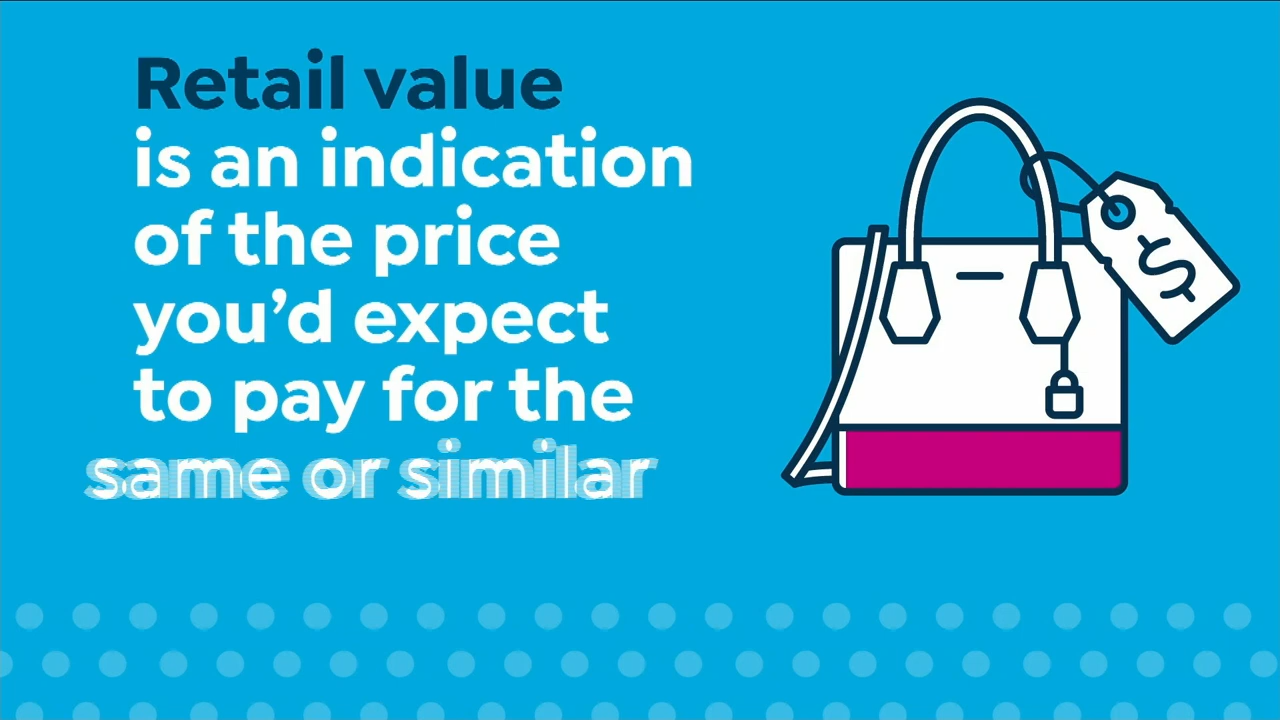 Retail value
is an indication
of the price
you’d expect
to pay for the
same or similar
$